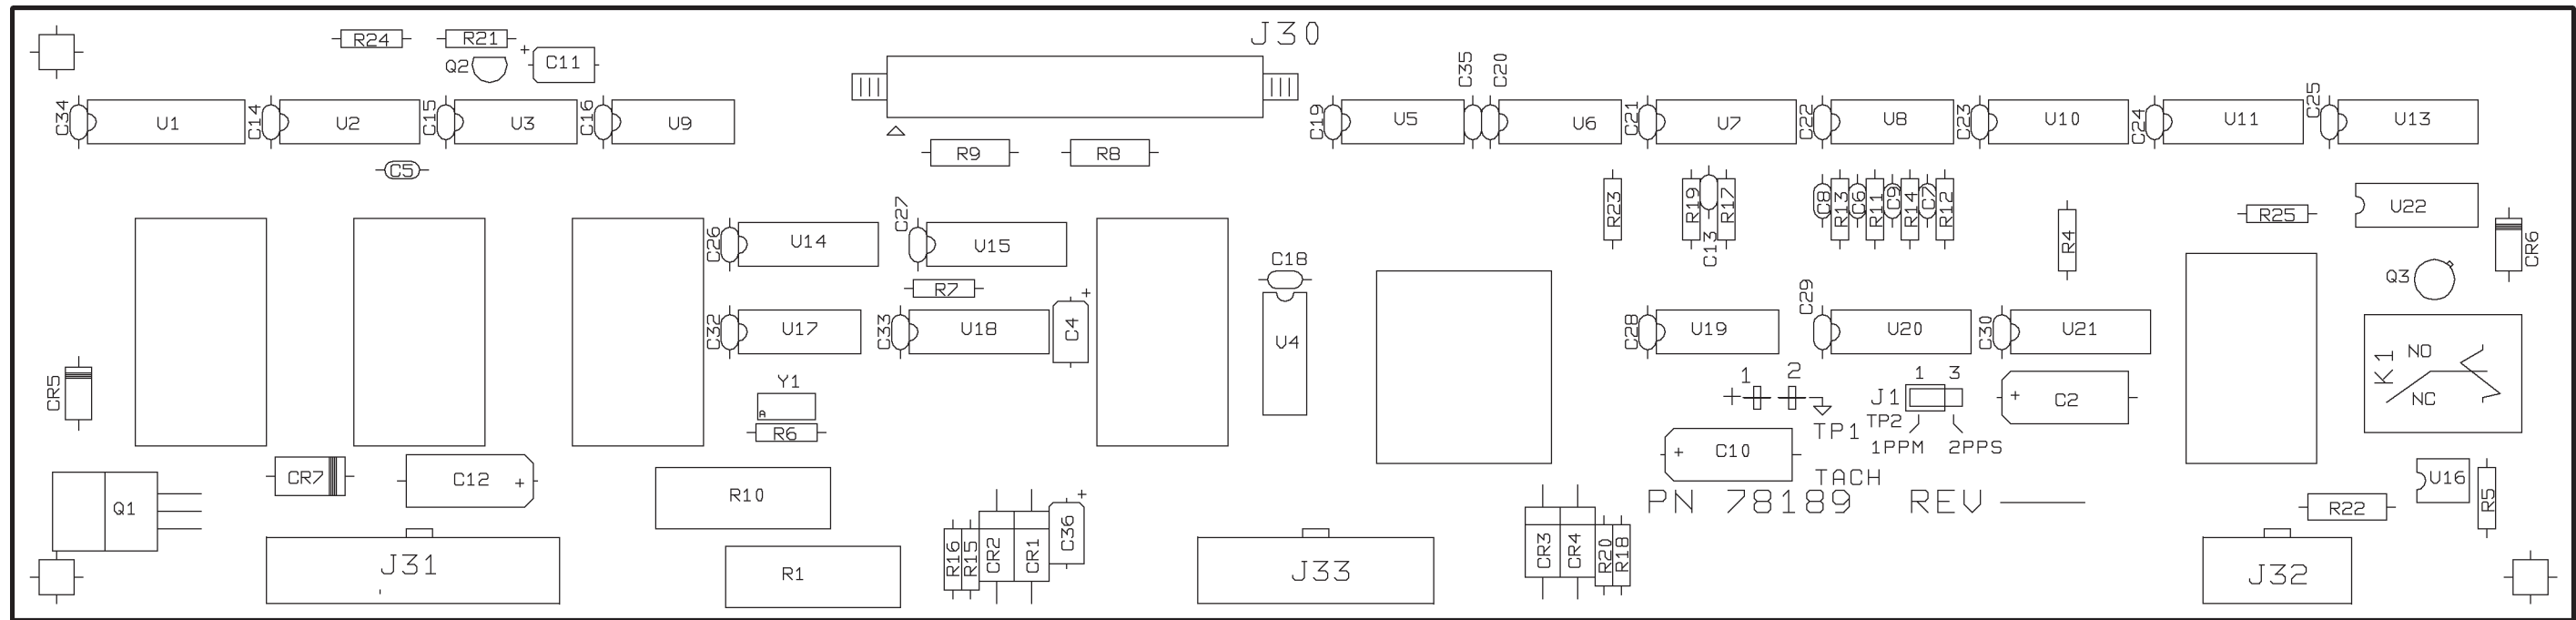 J30
R24
R21
Q2
+
C11
C35
C20
C34
U1
C14
U2
C15
U3
C16
U9
C19
U5
U6
C21
U7
C22
U8
C23
U10
C24
U11
C25
U13
C5
R9
R8
R23
R19
C13
R17
C8
R13
C6
R11
C9
R14
C7
R12
R4
R25
U22
CR6
C26
U14
C27
U15
C18
Q3
R7
C32
U17
C33
U18
+
C4
U4
C28
U19
C29
U20
C30
U21
K1
NO
NC
CR5
Y1
A
R6
+
1
2
TP1
J1
1
3
TP2
1PPM
2PPS
+
C2
+
C10
TACH
CR7
C12
+
R10
U16
R5
Q1
PN 78189 REV
R22
J31
R1
R16
R15
CR2
CR1
+
C36
J33
CR3
CR4
R20
R18
J32